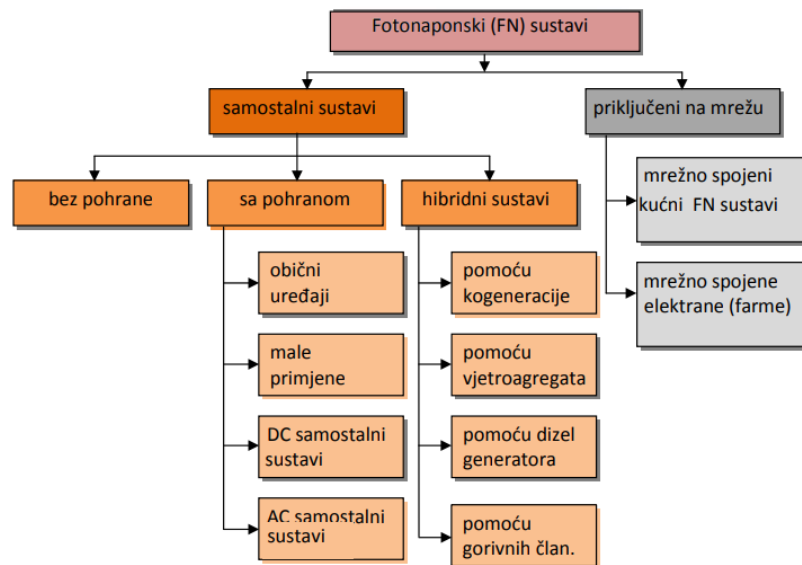 Fotonaponski (FN) sustavi
samostalni sustavi
priključeni na mrežu
bez pohrane
sa pohranom
hibridni sustavi
mrežno spojeni
kućni FN sustavi
mrežno spojene
elektrane (farme)
obični
uređaji
male
primjene
DC samostalni
sustavi
AC samostalni
sustavi
pomoću
kogeneracije
pomoću
vjetroagregata
pomoću dizel
generatora
pomoću
gorivnih član.